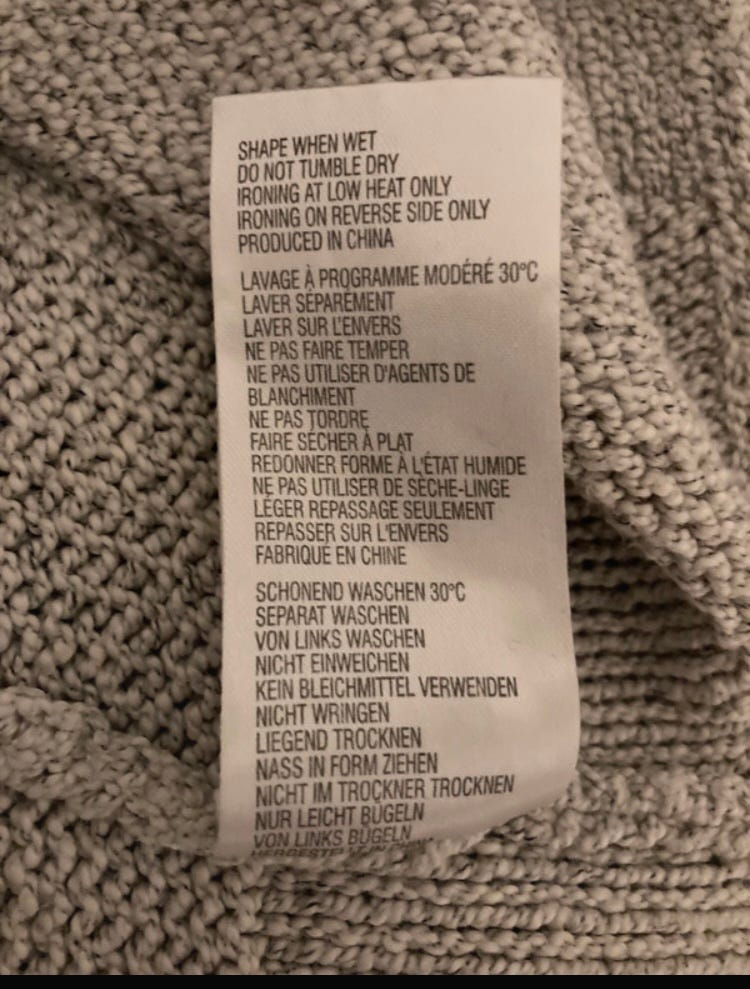 SHAPE WHEN WET
DO NOT TUMBLE DRY
IRONING AT LOW HEAT ONLY
IRONING ON REVERSE SIDE ONLY
PRODUCED IN CHINA
LAVAGE À PROGRAMME MODÉRÉ 30°C
LAVER SÉPARÉMENT
LAVER SUR L'ENVERS
NE PAS FAIRE TEMPER
NE PAS UTILISER D'AGENTS DE
BLANCHIMENT
NE PAS TORDRE
FAIRE SÉCHER À PLAT
REDONNER FORME À L'ÉTAT HUMIDE
NE PAS UTILISER DE SÈCHE-LINGE
LÉGER REPASSAGE SEULEMENT
REPASSER SUR L'ENVERS
FABRIQUÉ EN CHINE
SCHONEND WASCHEN 30°C
SEPARAT WASCHEN
VON LINKS WASCHEN
NICHT EINWEICHEN
KEIN BLEICHMITTEL VERWENDEN
NICHT WRINGEN
LIEGEND TROCKNEN
NASS IN FORM ZIEHEN
NICHT IM TROCKNER TROCKNEN
NUR LEICHT BÜGELN
VON LINKS BÜGELN
HERGESTELLT IN